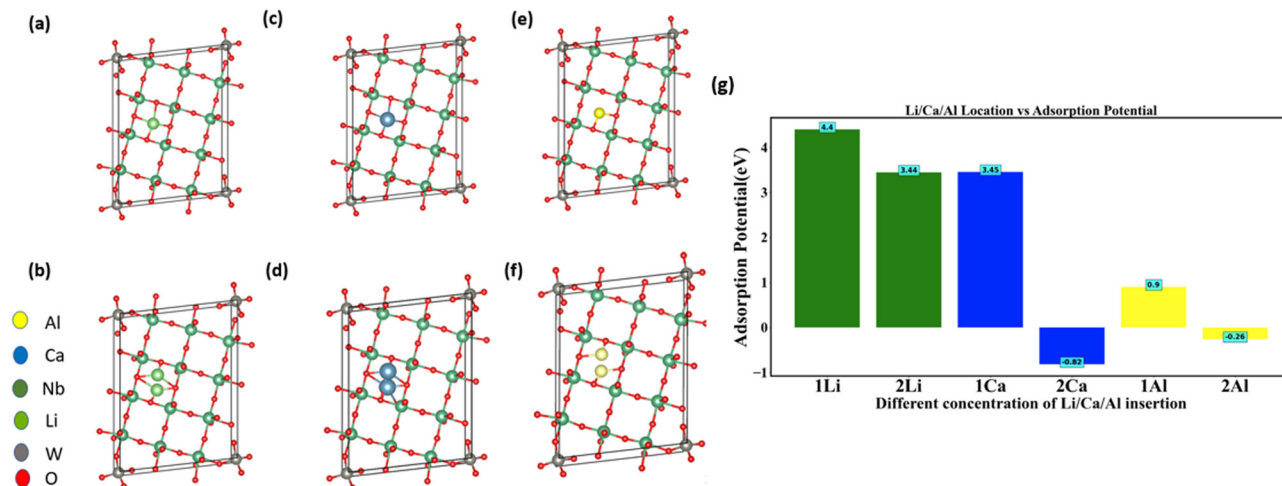 (a)
(c)
(e)
(b)
(d)
(f)
Al
Ca
Nb
Li
W
O
(g)
Li/Ca/Al Location vs Adsorption Potential
Adsorption Potential(eV)
4
3
2
1
0
−1
4.4
3.44
3.45
-0.82
0.9
-0.26
1Li 2Li 1Ca 2Ca 1Al 2Al
Different concentration of Li/Ca/Al insertion